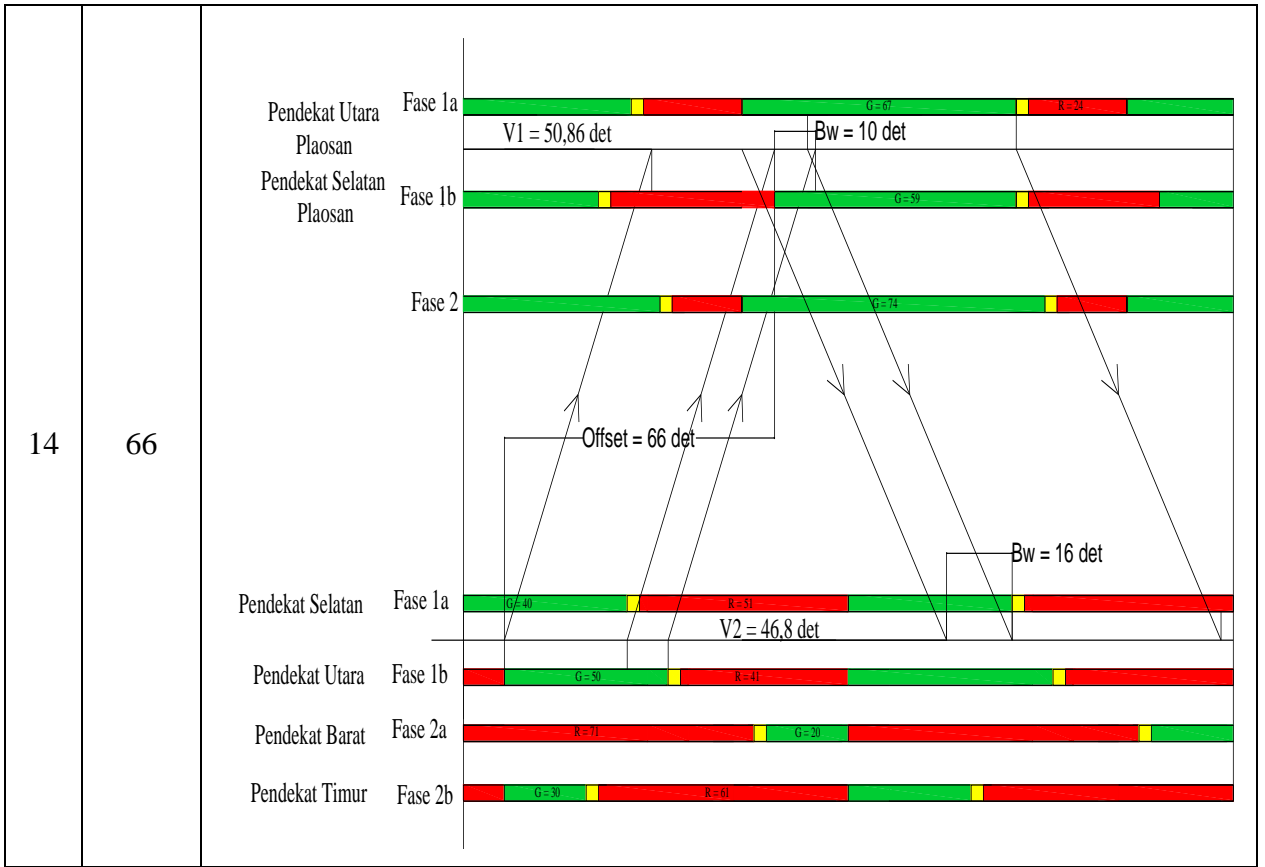 14
66
Pendekat Utara
Plaosan
Fase 1a
G = 67
R = 24
V1 = 50,86 det
Bw = 10 det
Pendekat Selatan
Plaosan
Fase 1b
G = 59
Fase 2
G = 74
Offset = 66 det
Bw = 16 det
Pendekat Selatan
Fase 1a
G = 40
R = 51
V2 = 46,8 det
Pendekat Utara
Fase 1b
G = 50
R = 41
Pendekat Barat
Fase 2a
R = 71
G = 20
Pendekat Timur
Fase 2b
G = 30
R = 61